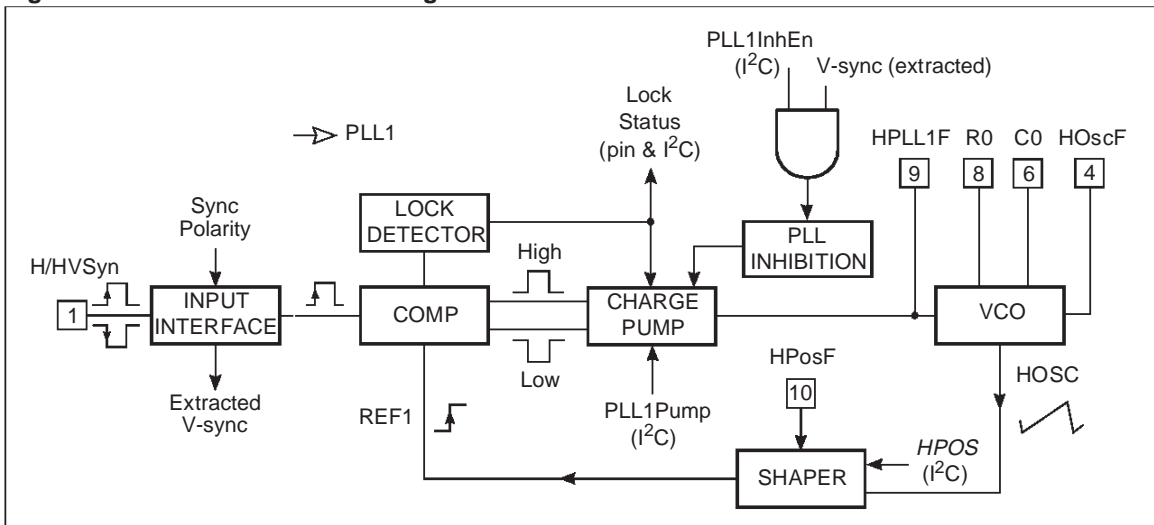 PLL1InhEn
(I²C)
V-sync (extracted)
Lock
Status
(pin & I²C)
PLL1
HPLL1F
R0
C0
HOscF
9
8
6
4
Sync
Polarity
LOCK
DETECTOR
PLL
INHIBITION
High
H/HVSyn
1
INPUT
INTERFACE
COMP
CHARGE
PUMP
VCO
Low
Extracted
V-sync
REF1
PLL1Pump
(I²C)
HPosF
10
HOSC
SHAPER
HPOS
(I²C)